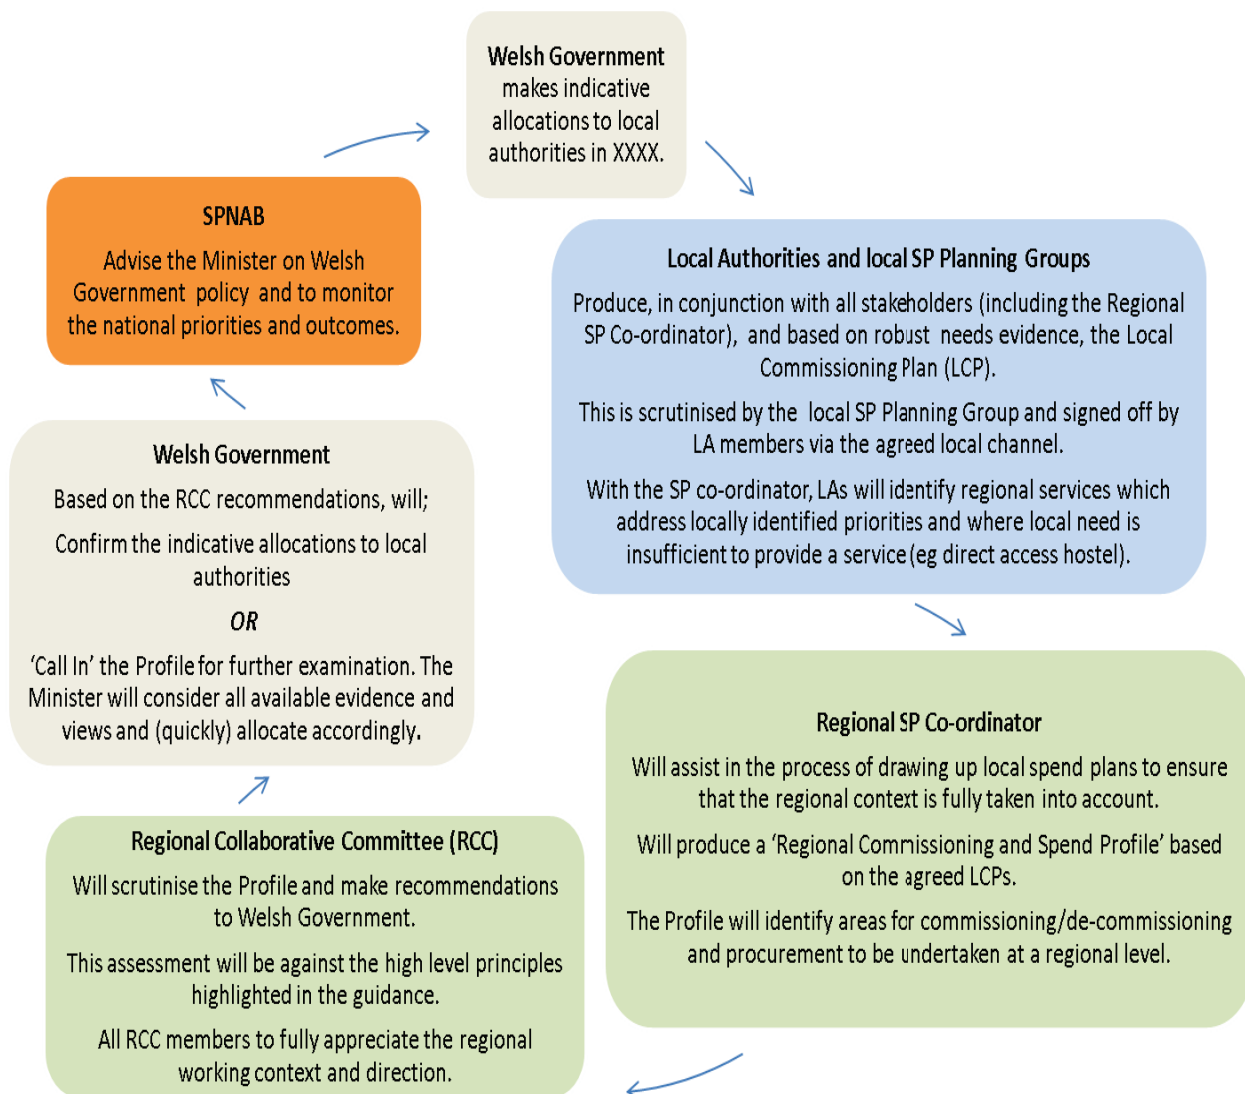 Welsh Government
makes indicative
allocations to local
authorities in XXXX.
SPNAB
Advise the Minister on Welsh
Government policy and to monitor
the national priorities and outcomes.
Local Authorities and local SP Planning Groups
Produce, in conjunction with all stakeholders (including the Regional
SP Co-ordinator), and based on robust needs evidence, the Local
Commissioning Plan (LCP).
This is scrutinised by the local SP Planning Group and signed off by
LA members via the agreed local channel.
With the SP co-ordinator, LAs will identify regional services which
address locally identified priorities and where local need is
insufficient to provide a service (eg direct access hostel).
Welsh Government
Based on the RCC recommendations, will;
Confirm the indicative allocations to local
authorities
OR
‘Call In’ the Profile for further examination. The
Minister will consider all available evidence and
views and (quickly) allocate accordingly.
Regional SP Co-ordinator
Will assist in the process of drawing up local spend plans to ensure
that the regional context is fully taken into account.
Will produce a ‘Regional Commissioning and Spend Profile’ based
on the agreed LCPs.
The Profile will identify areas for commissioning/de-commissioning
and procurement to be undertaken at a regional level.
Regional Collaborative Committee (RCC)
Will scrutinise the Profile and make recommendations
to Welsh Government.
This assessment will be against the high level principles
highlighted in the guidance.
All RCC members to fully appreciate the regional
working context and direction.